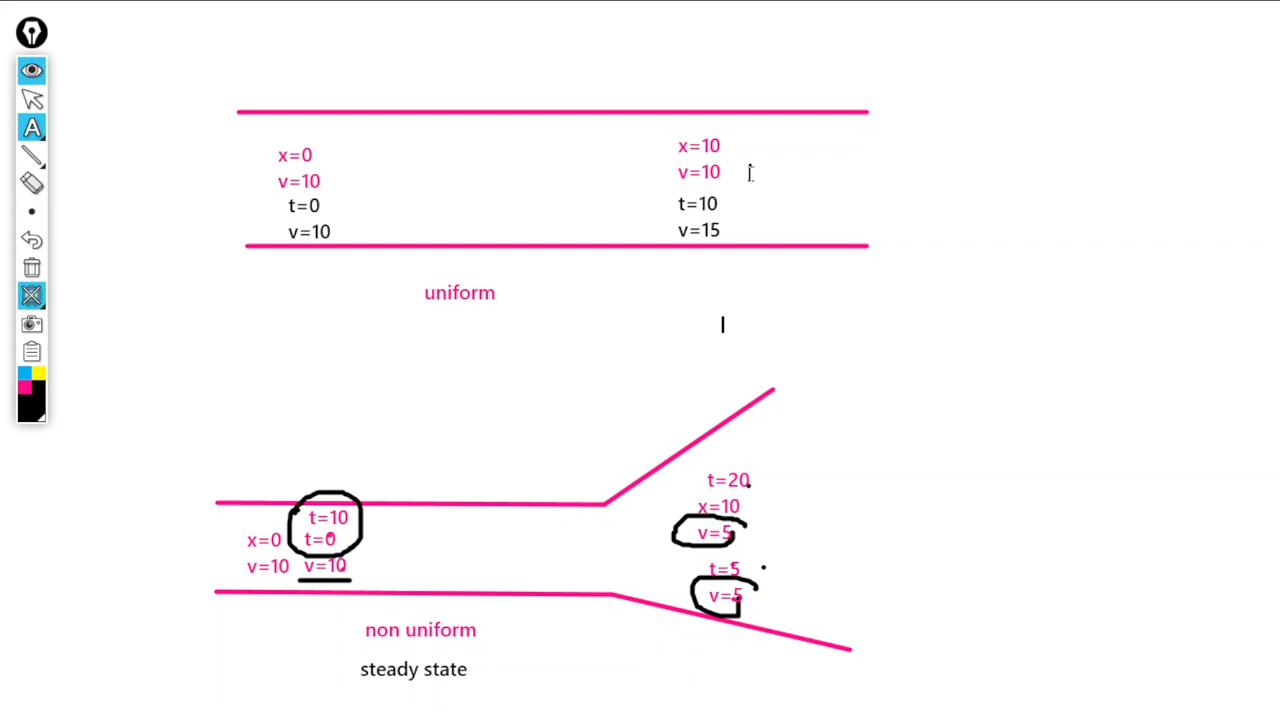 x=0
v=10
t=0
v=10
x=10
v=10
t=10
v=15
uniform
t=10
x=0 t=0
v=10 v=10
t=20
x=10
v=5
t=5
v=5
non uniform
steady state